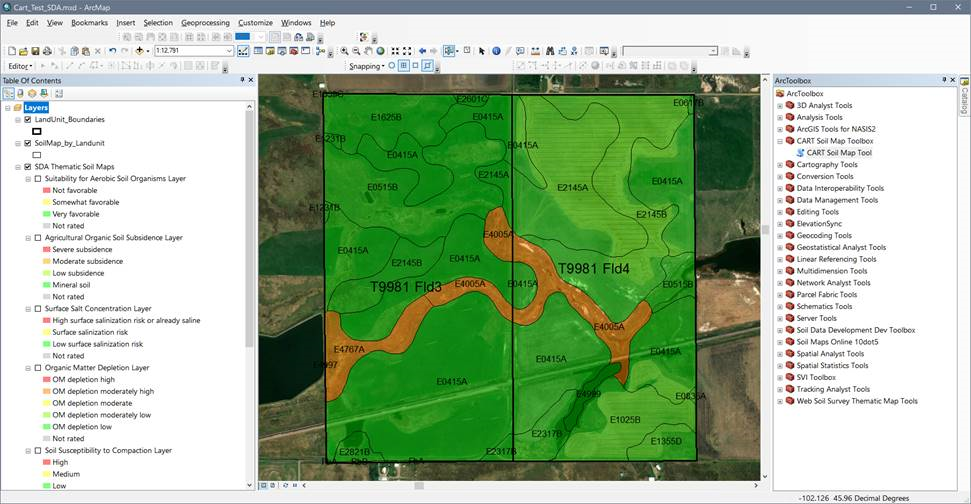 Cart_Test_SDA.mxd - ArcMap
File Edit View Bookmarks Insert Selection Geoprocessing Customize Windows Help
1:12,791
Editor
Snapping
Table Of Contents
Layers
LandUnit_Boundaries
SoilMap_by_Landunit
SDA Thematic Soil Maps
Suitability for Aerobic Soil Organisms Layer
Not favorable
Somewhat favorable
Very favorable
Not rated
Agricultural Organic Soil Subsidence Layer
Severe subsidence
Moderate subsidence
Low subsidence
Mineral soil
Not rated
Surface Salt Concentration Layer
High surface salinization risk or already saline
Surface salinization risk
Low surface salinization risk
Not rated
Organic Matter Depletion Layer
OM depletion high
OM depletion moderately high
OM depletion moderate
OM depletion moderately low
OM depletion low
Not rated
Soil Susceptibility to Compaction Layer
High
Medium
Low
E2601C
E0617B
E1625B
E0415A
E1231B
E0415A
E0415A
E2145B
E0515B
E2145A
E0415A
E2145B
E1231B
E4005A
E0415A
E2145B
E0415A
T9981 Fld4
T9981 Fld3
E4005A
E0415A
E0515B
E4005A
E4767A
E0415A
E4997
E0415A
E0415A
E4999
E1025B
E2317B
E1355D
E2821B
E2317B
ArcToolbox
ArcToolbox
3D Analyst Tools
Analysis Tools
ArcGIS Tools for NASIS2
CART Soil Map Toolbox
CART Soil Map Tool
Cartography Tools
Conversion Tools
Data Interoperability Tools
Data Management Tools
Editing Tools
ElevationSync
Geocoding Tools
Geostatistical Analyst Tools
Linear Referencing Tools
Multidimension Tools
Network Analyst Tools
Parcel Fabric Tools
Schematics Tools
Server Tools
Soil Data Development Dev Toolbox
Soil Maps Online 10dot5
Spatial Analyst Tools
Spatial Statistics Tools
SVI Toolbox
Tracking Analyst Tools
Web Soil Survey Thematic Map Tools
Catalog
-102.126 45.96 Decimal Degrees